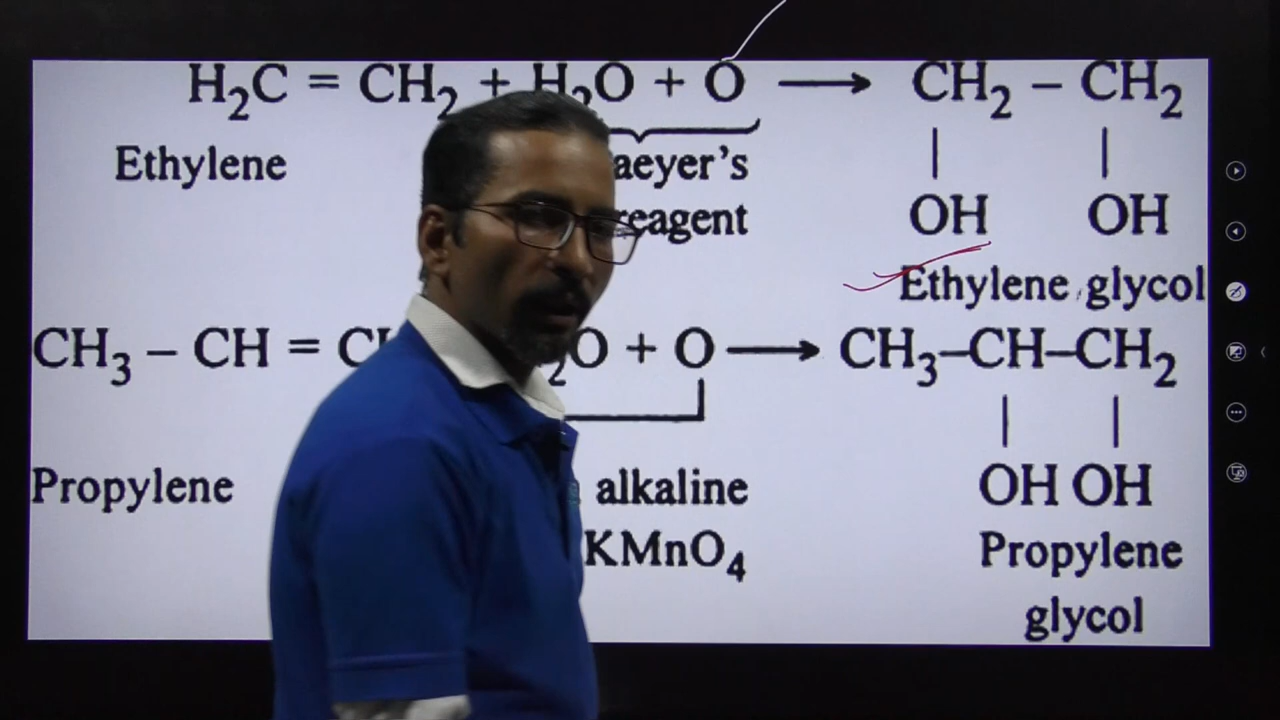 H₂C = CH₂ + H₂O + O ⟶ CH₂ – CH₂
| |
Ethylene aeyer's
reagent OH OH
Ethylene glycol
CH₃ – CH = C ₂O + O ⟶ CH₃–CH–CH₂
| |
Propylene alkaline OH OH
KMnO₄ Propylene
glycol